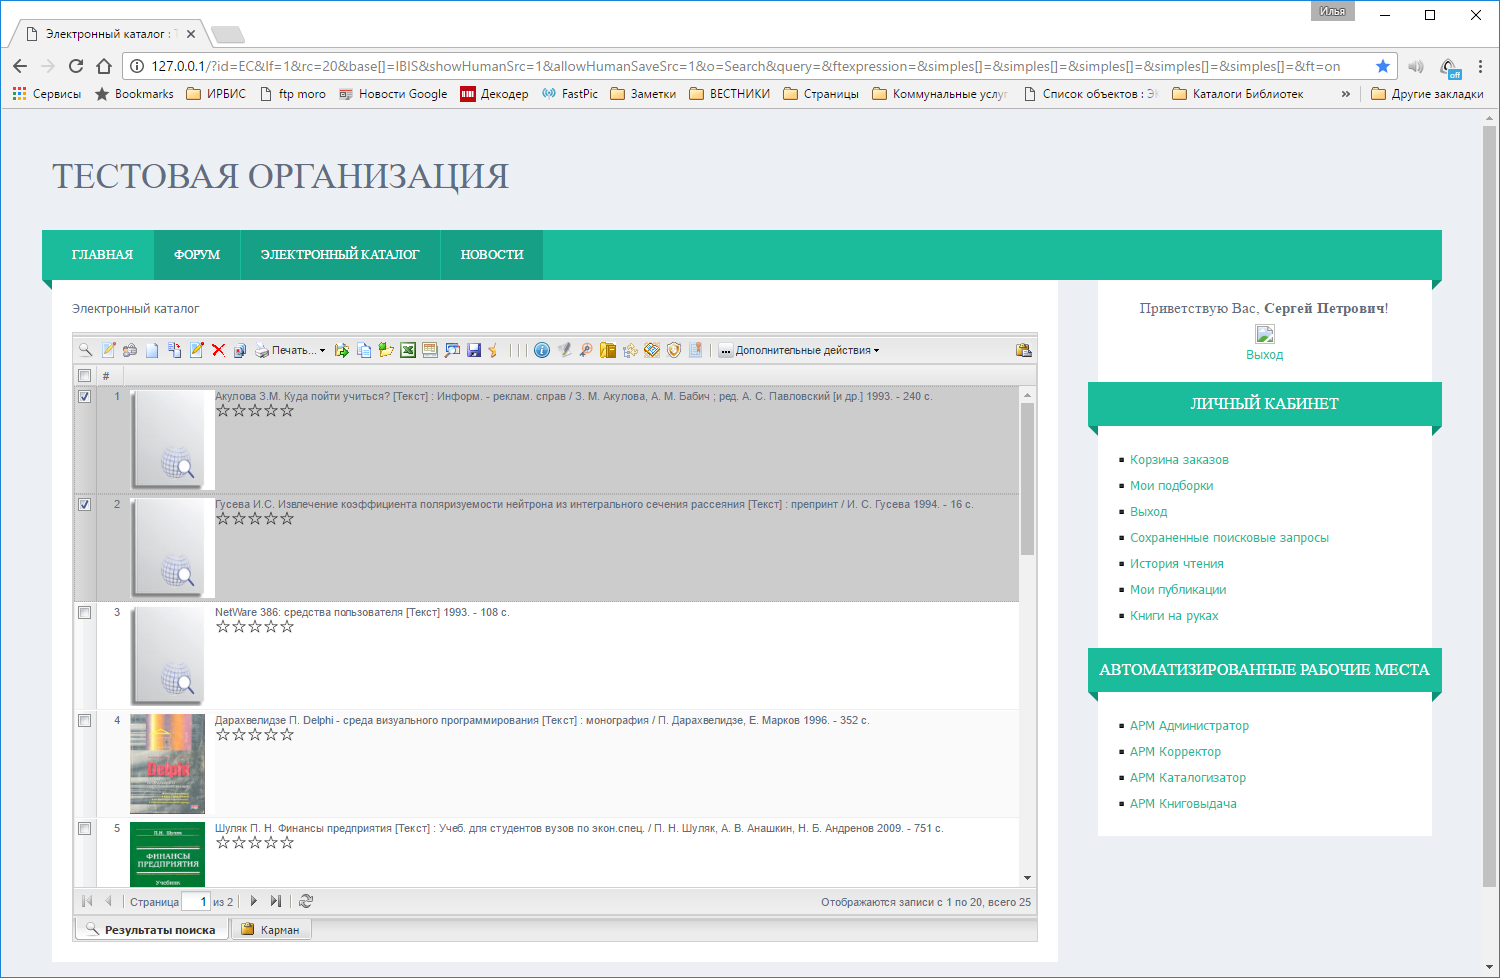 Илья
Электронный каталог : Т
127.0.0.1/?id=EC&lf=1&rc=20&base[]=IBIS&showHumanSrc=1&allowHumanSaveSrc=1&o=Search&query=&ftexpression=&simples[]=&simples[]=&simples[]=&simples[]=&simples[]=&ft=on
off
Сервисы Bookmarks ИРБИС ftp moro Новости Google Декодер FastPic Заметки ВЕСТНИКИ Страницы Коммунальные услуг Список объектов : Эк Каталоги Библиотек » Другие закладки
ТЕСТОВАЯ ОРГАНИЗАЦИЯ
ГЛАВНАЯ ФОРУМ ЭЛЕКТРОННЫЙ КАТАЛОГ НОВОСТИ
Электронный каталог
Печать... Дополнительные действия
#
1 Акулова З.М. Куда пойти учиться? [Текст] : Информ. - реклам. справ / З. М. Акулова, А. М. Бабич ; ред. А. С. Павловский [и др.] 1993. - 240 с.
2 Гусева И.С. Извлечение коэффициента поляризуемости нейтрона из интегрального сечения рассеяния [Текст] : препринт / И. С. Гусева 1994. - 16 с.
3 NetWare 386: средства пользователя [Текст] 1993. - 108 с.
4 Дарахвелидзе П. Delphi - среда визуального программирования [Текст] : монография / П. Дарахвелидзе, Е. Марков 1996. - 352 с.
Delphi
5 Шуляк П. Н. Финансы предприятия [Текст] : Учеб. для студентов вузов по экон.спец. / П. Н. Шуляк, А. В. Анашкин, Н. Б. Андренов 2009. - 751 с.
П.Н. Шуляк
ФИНАНСЫ
ПРЕДПРИЯТИЯ
Учебник
Страница 1 из 2 Отображаются записи с 1 по 20, всего 25
Результаты поиска Карман
Приветствую Вас, Сергей Петрович!
Выход
ЛИЧНЫЙ КАБИНЕТ
Корзина заказов
Мои подборки
Выход
Сохраненные поисковые запросы
История чтения
Мои публикации
Книги на руках
АВТОМАТИЗИРОВАННЫЕ РАБОЧИЕ МЕСТА
АРМ Администратор
АРМ Корректор
АРМ Каталогизатор
АРМ Книговыдача